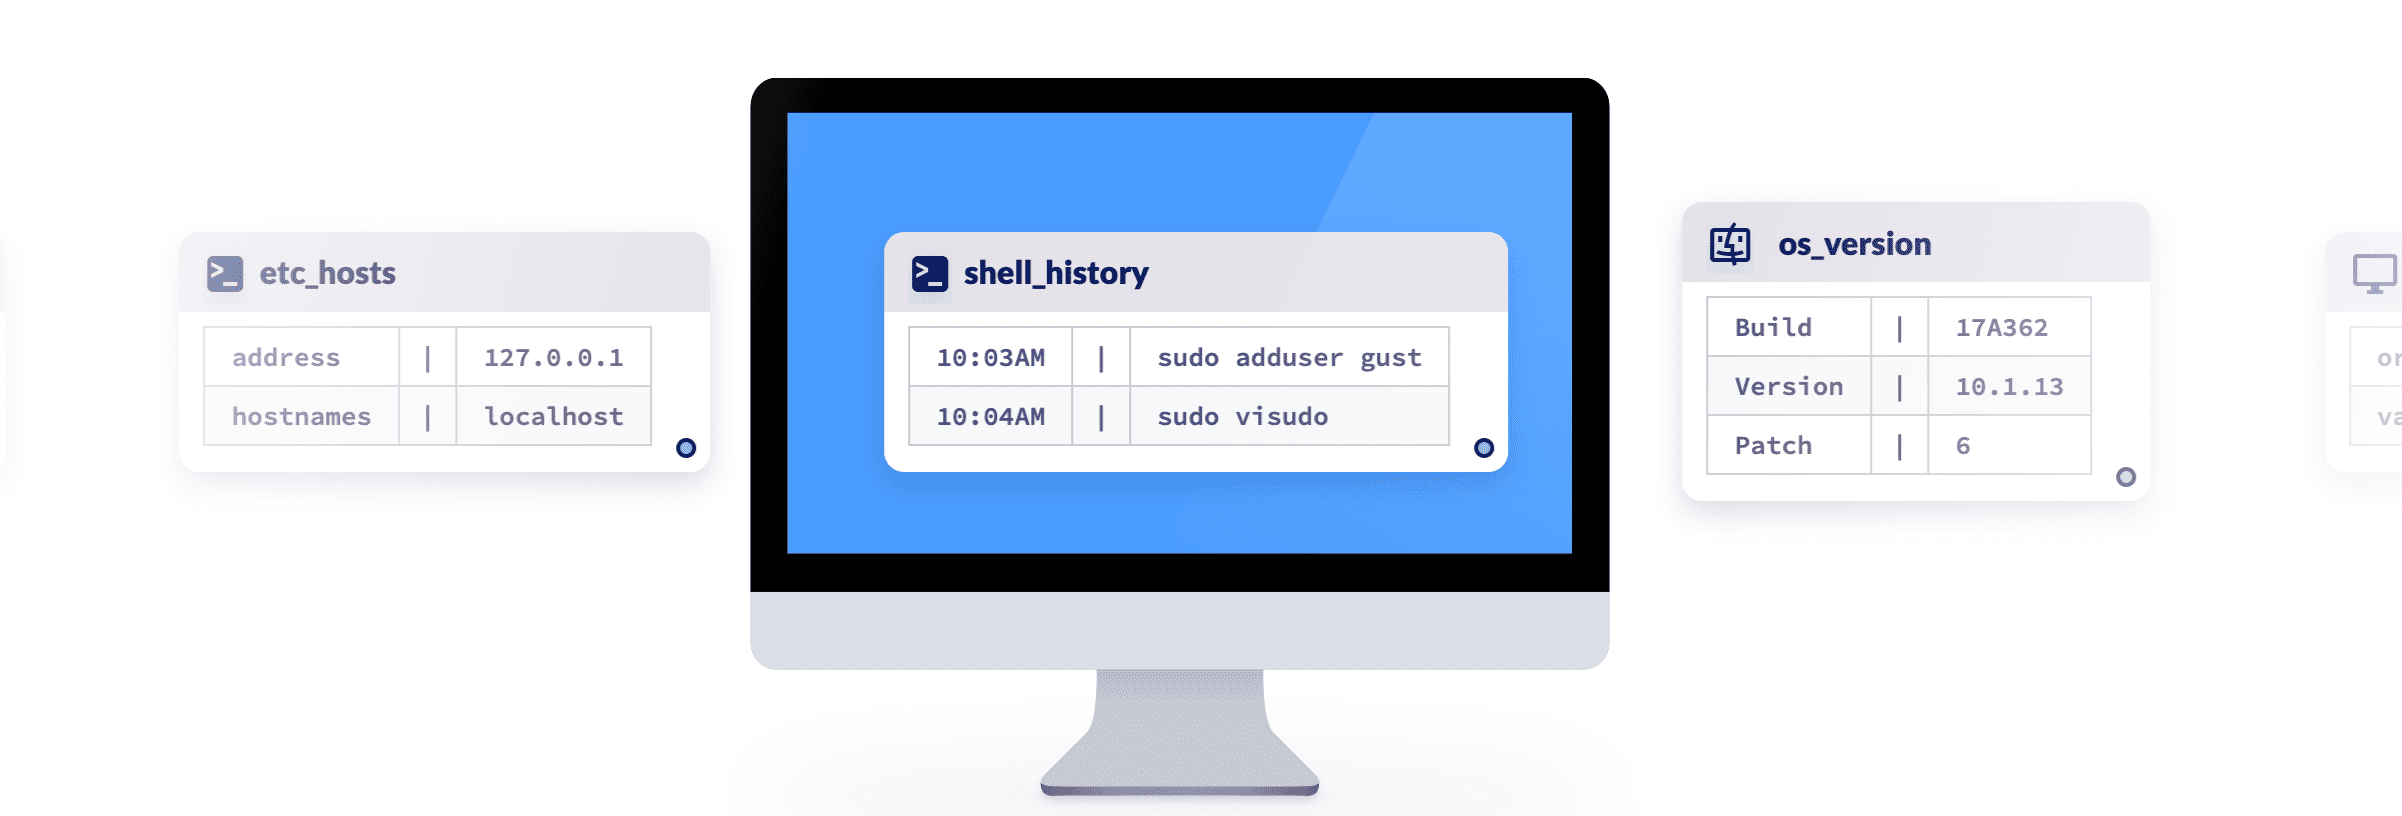 etc_hosts
address | 127.0.0.1
hostnames | localhost
shell_history
10:03AM | sudo adduser gust
10:04AM | sudo visudo
os_version
Build | 17A362
Version | 10.1.13
Patch | 6